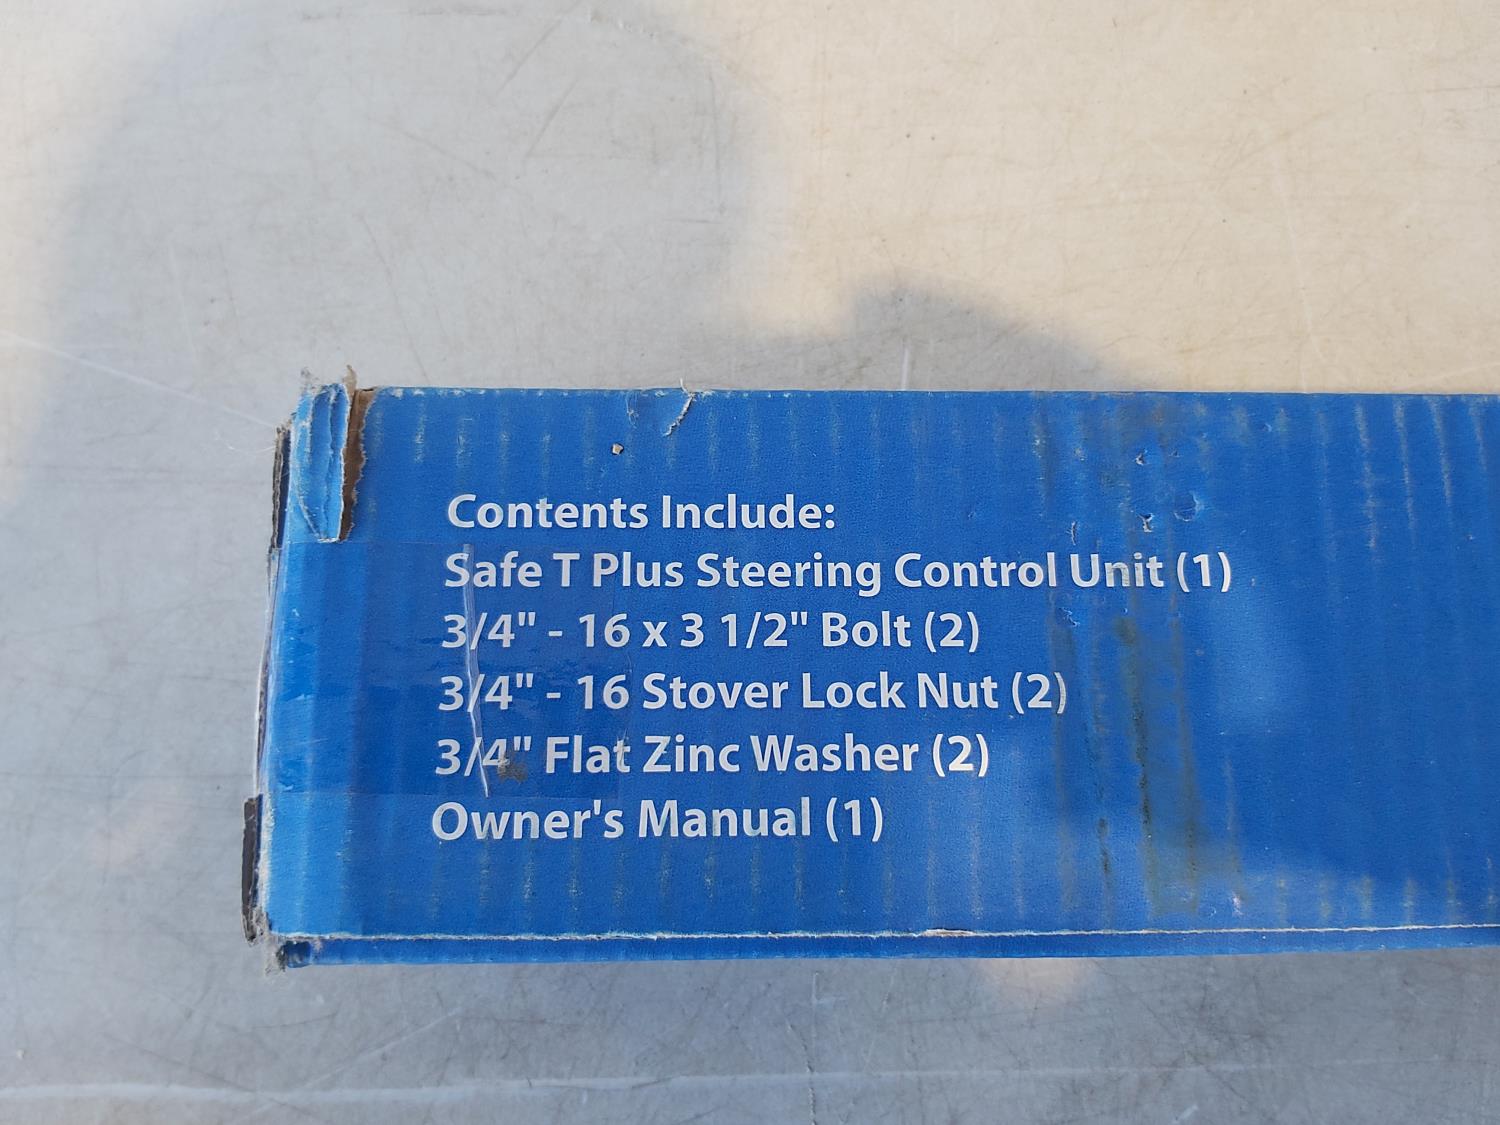 Contents Include:
Safe T Plus Steering Control Unit (1)
3/4" - 16 x 3 1/2" Bolt (2)
3/4" - 16 Stover Lock Nut (2)
3/4" Flat Zinc Washer (2)
Owner's Manual (1)